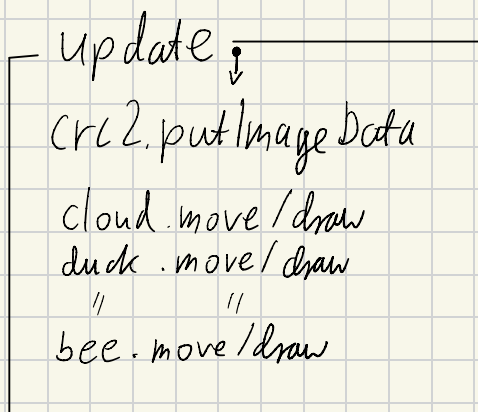 update
crc2.putImageData
cloud.move/draw
duck.move/draw
" "
bee.move/draw